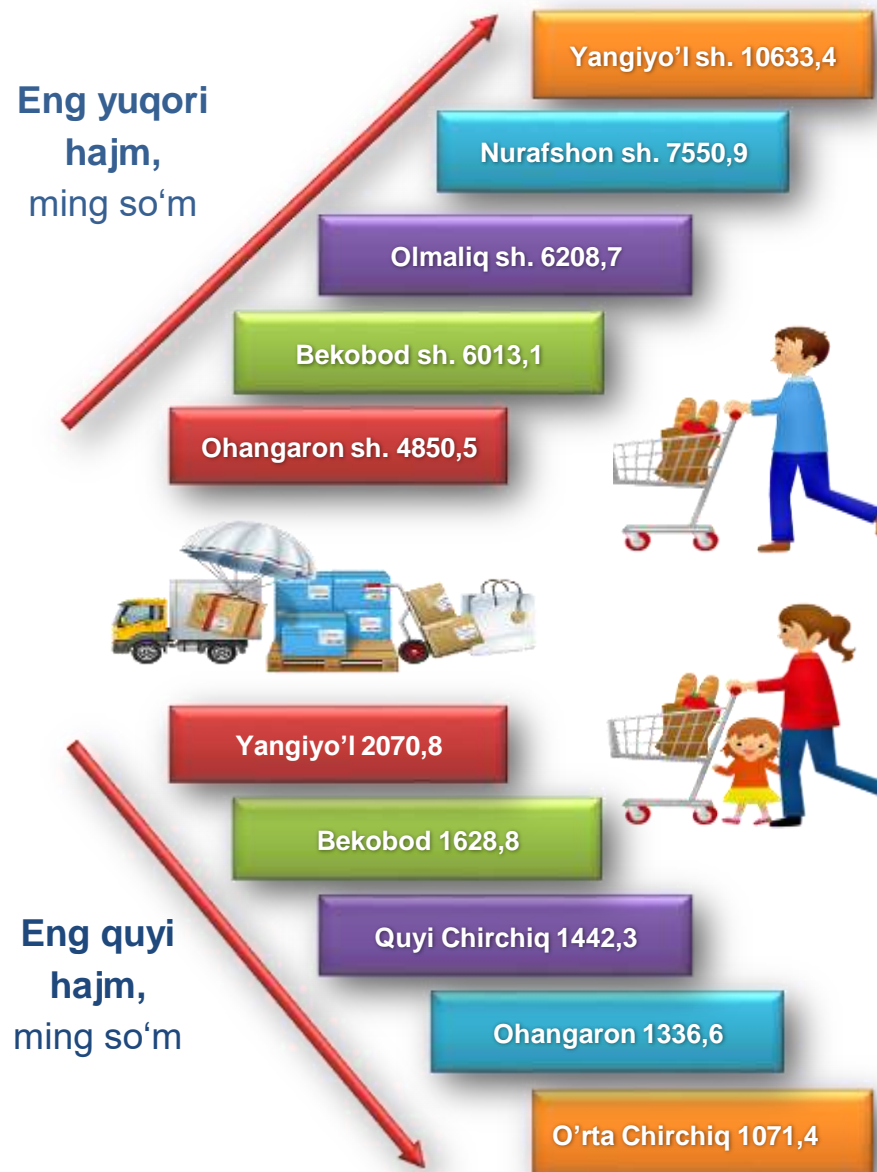 Eng yuqori
hajm,
ming so‘m
Yangiyo’l sh. 10633,4
Nurafshon sh. 7550,9
Olmaliq sh. 6208,7
Bekobod sh. 6013,1
Ohangaron sh. 4850,5
Yangiyo’l 2070,8
Bekobod 1628,8
Eng quyi
hajm,
ming so‘m
Quyi Chirchiq 1442,3
Ohangaron 1336,6
O’rta Chirchiq 1071,4